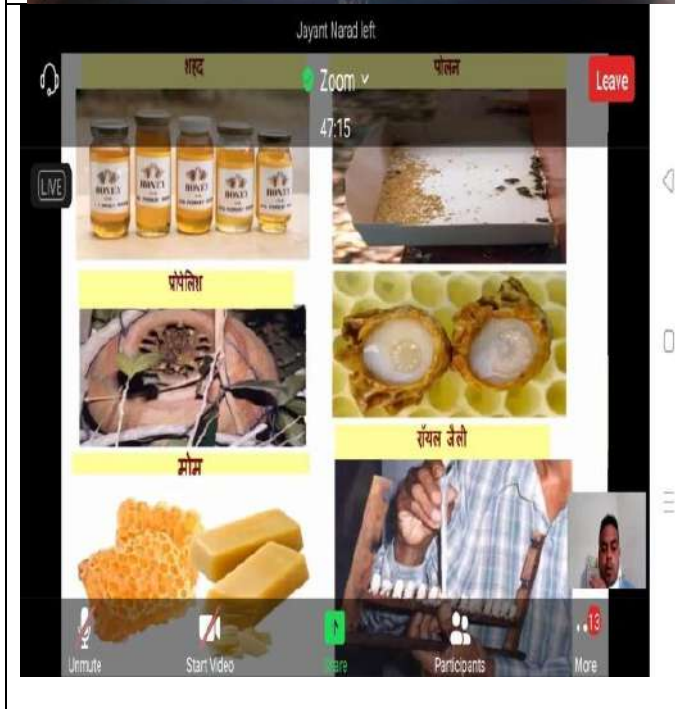 Jayant Narad left
शहद
पोलन
Zoom
Leave
47:15
LIVE
HONEY
HONEY
HONEY
HONEY
HONEY
प्रोपेलिश
रॉयल जैली
मोम
13
Unmute
Start Video
Share
Participants
More